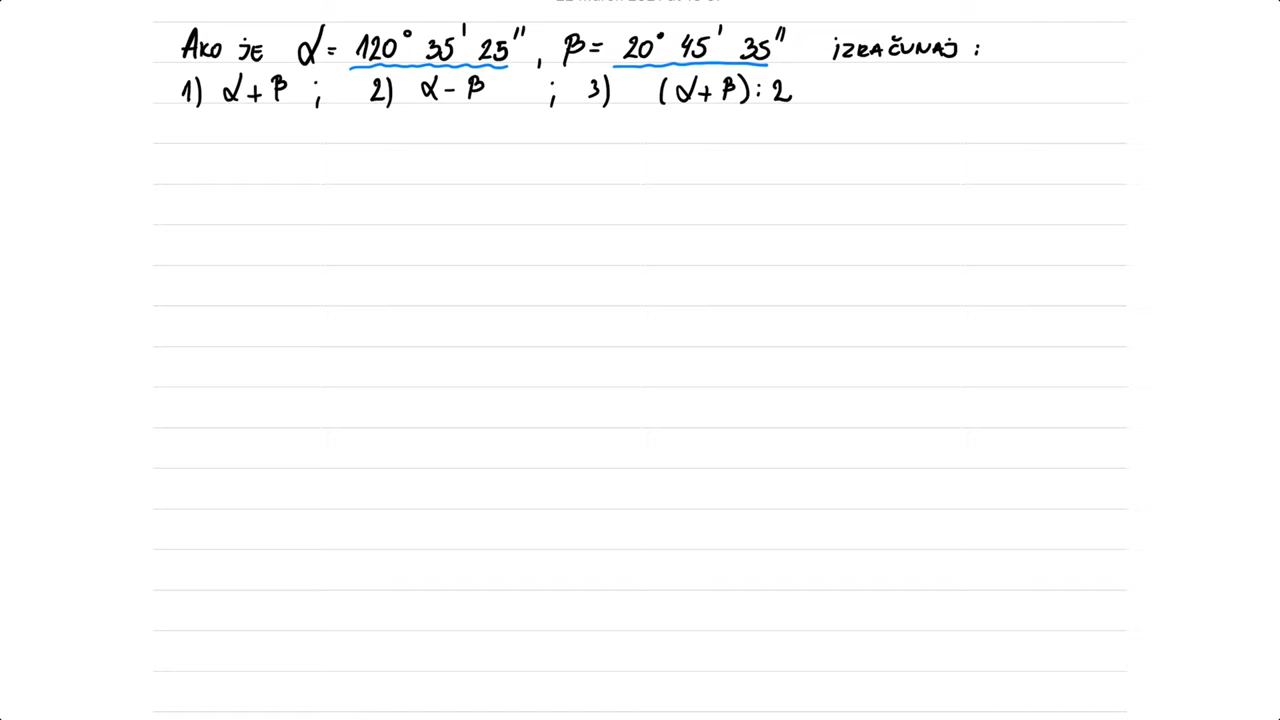 Ako je α = 120° 35' 25", β = 20° 45' 35" izračunaj :
1) α + β ; 2) α - β ; 3) (α + β) : 2